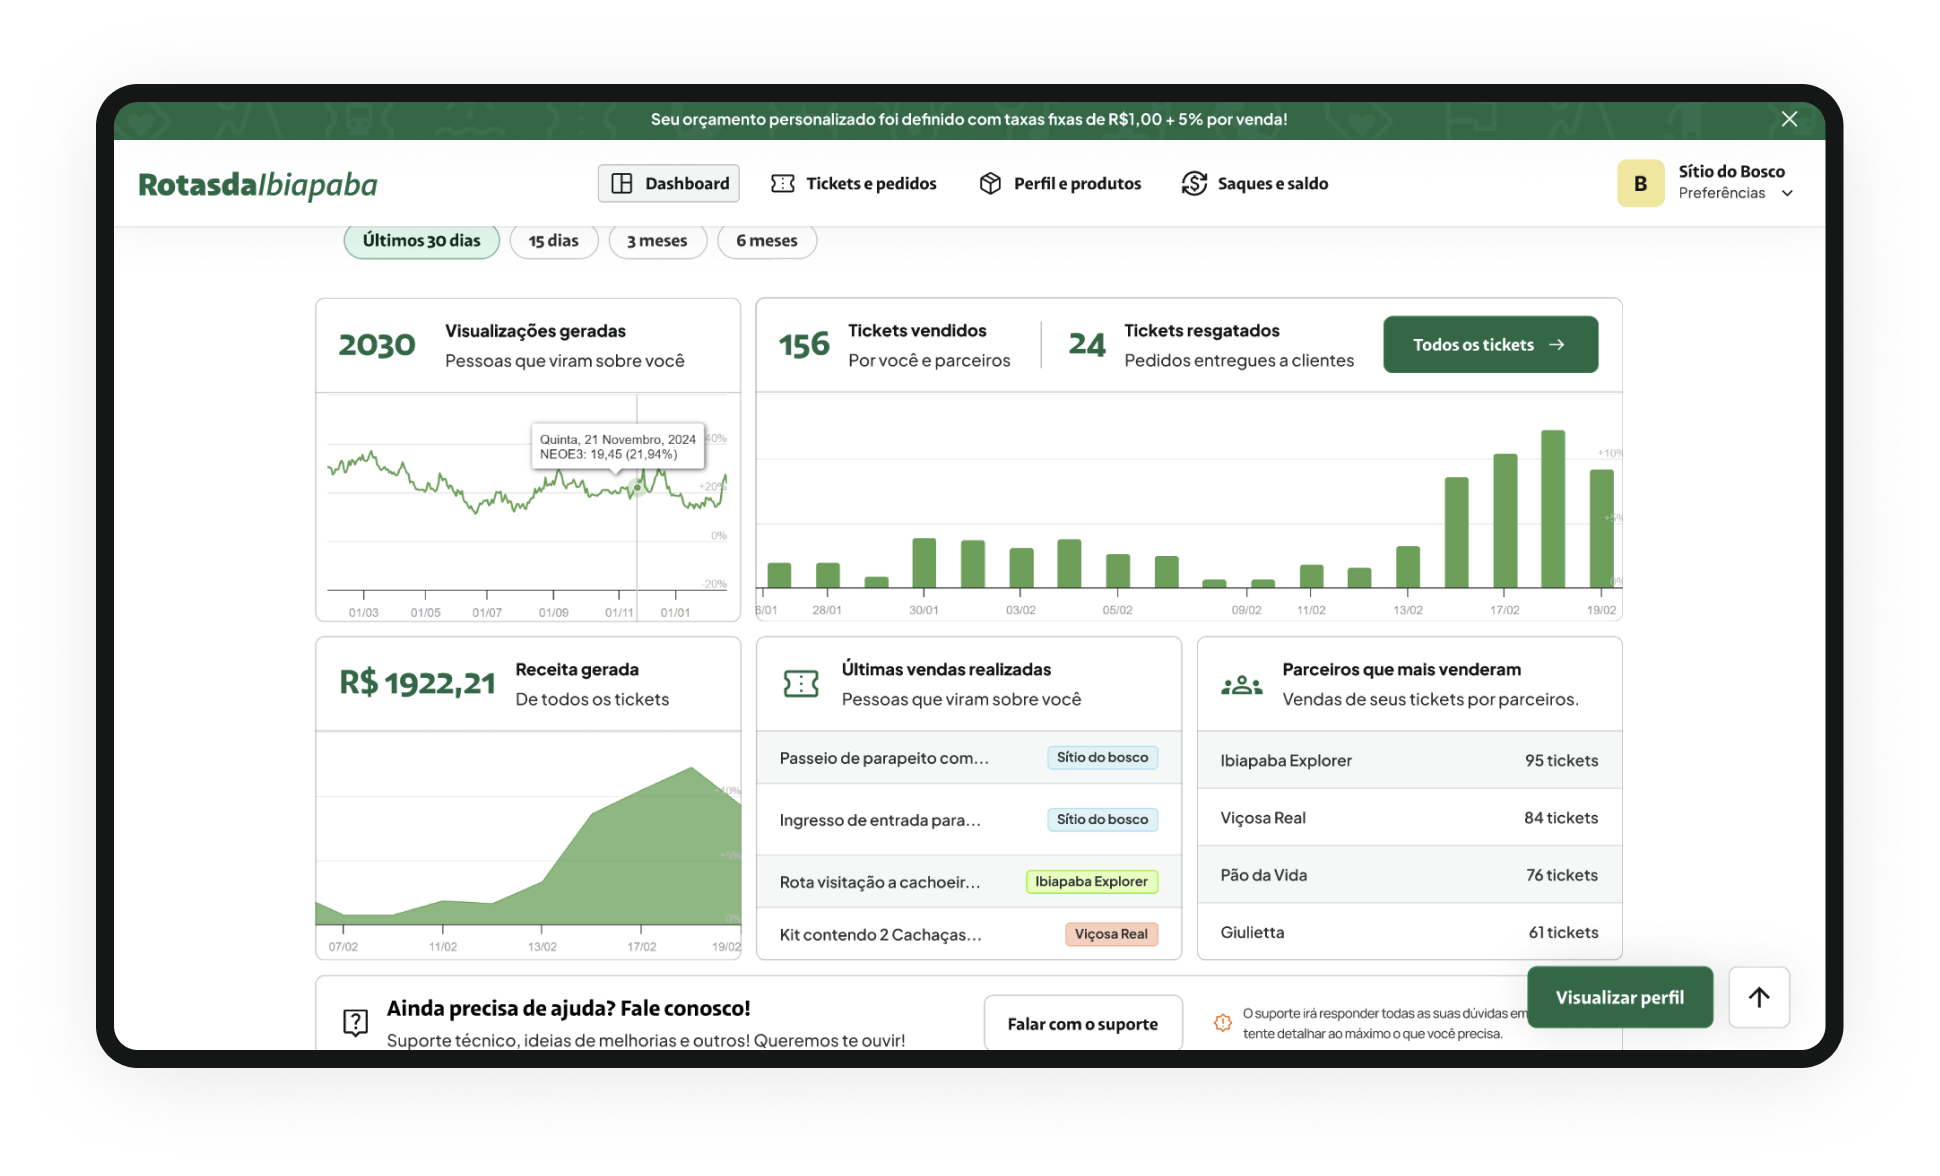 Seu orçamento personalizado foi definido com taxas fixas de R$1,00 + 5% por venda!
RotasdaIbiapaba
Dashboard
Tickets e pedidos
Perfil e produtos
Saques e saldo
B
Sítio do Bosco
Preferências
Últimos 30 dias
15 dias
3 meses
6 meses
2030
Visualizações geradas
Pessoas que viram sobre você
Quinta, 21 Novembro, 2024
NEOE3: 19,45 (21,94%)
40%
+20%
0%
-20%
01/03
01/05
01/07
01/09
01/11
01/01
156
Tickets vendidos
Por você e parceiros
24
Tickets resgatados
Pedidos entregues a clientes
Todos os tickets
+10%
+5%
0%
6/01
28/01
30/01
03/02
05/02
09/02
11/02
13/02
17/02
19/02
R$ 1922,21
Receita gerada
De todos os tickets
10%
+5%
0%
07/02
11/02
13/02
17/02
19/02
Últimas vendas realizadas
Pessoas que viram sobre você
Passeio de parapeito com...
Sítio do bosco
Ingresso de entrada para...
Sítio do bosco
Rota visitação a cachoeir...
Ibiapaba Explorer
Kit contendo 2 Cachaças...
Viçosa Real
Parceiros que mais venderam
Vendas de seus tickets por parceiros.
Ibiapaba Explorer
95 tickets
Viçosa Real
84 tickets
Pão da Vida
76 tickets
Giulietta
61 tickets
Ainda precisa de ajuda? Fale conosco!
Suporte técnico, ideias de melhorias e outros! Queremos te ouvir!
Falar com o suporte
O suporte irá responder todas as suas dúvidas em
tente detalhar ao máximo o que você precisa.
Visualizar perfil